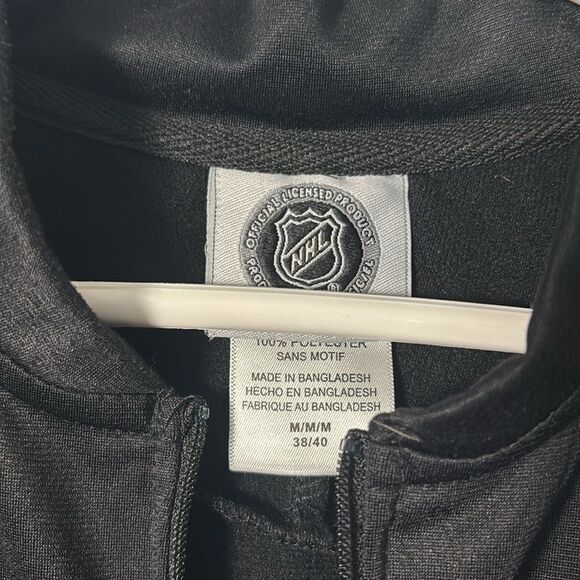 OFFICIAL LICENSED PRODUCT
NHL
®
100% POLYESTER
SANS MOTIF
MADE IN BANGLADESH
HECHO EN BANGLADESH
FABRIQUE AU BANGLADESH
M/M/M
38/40